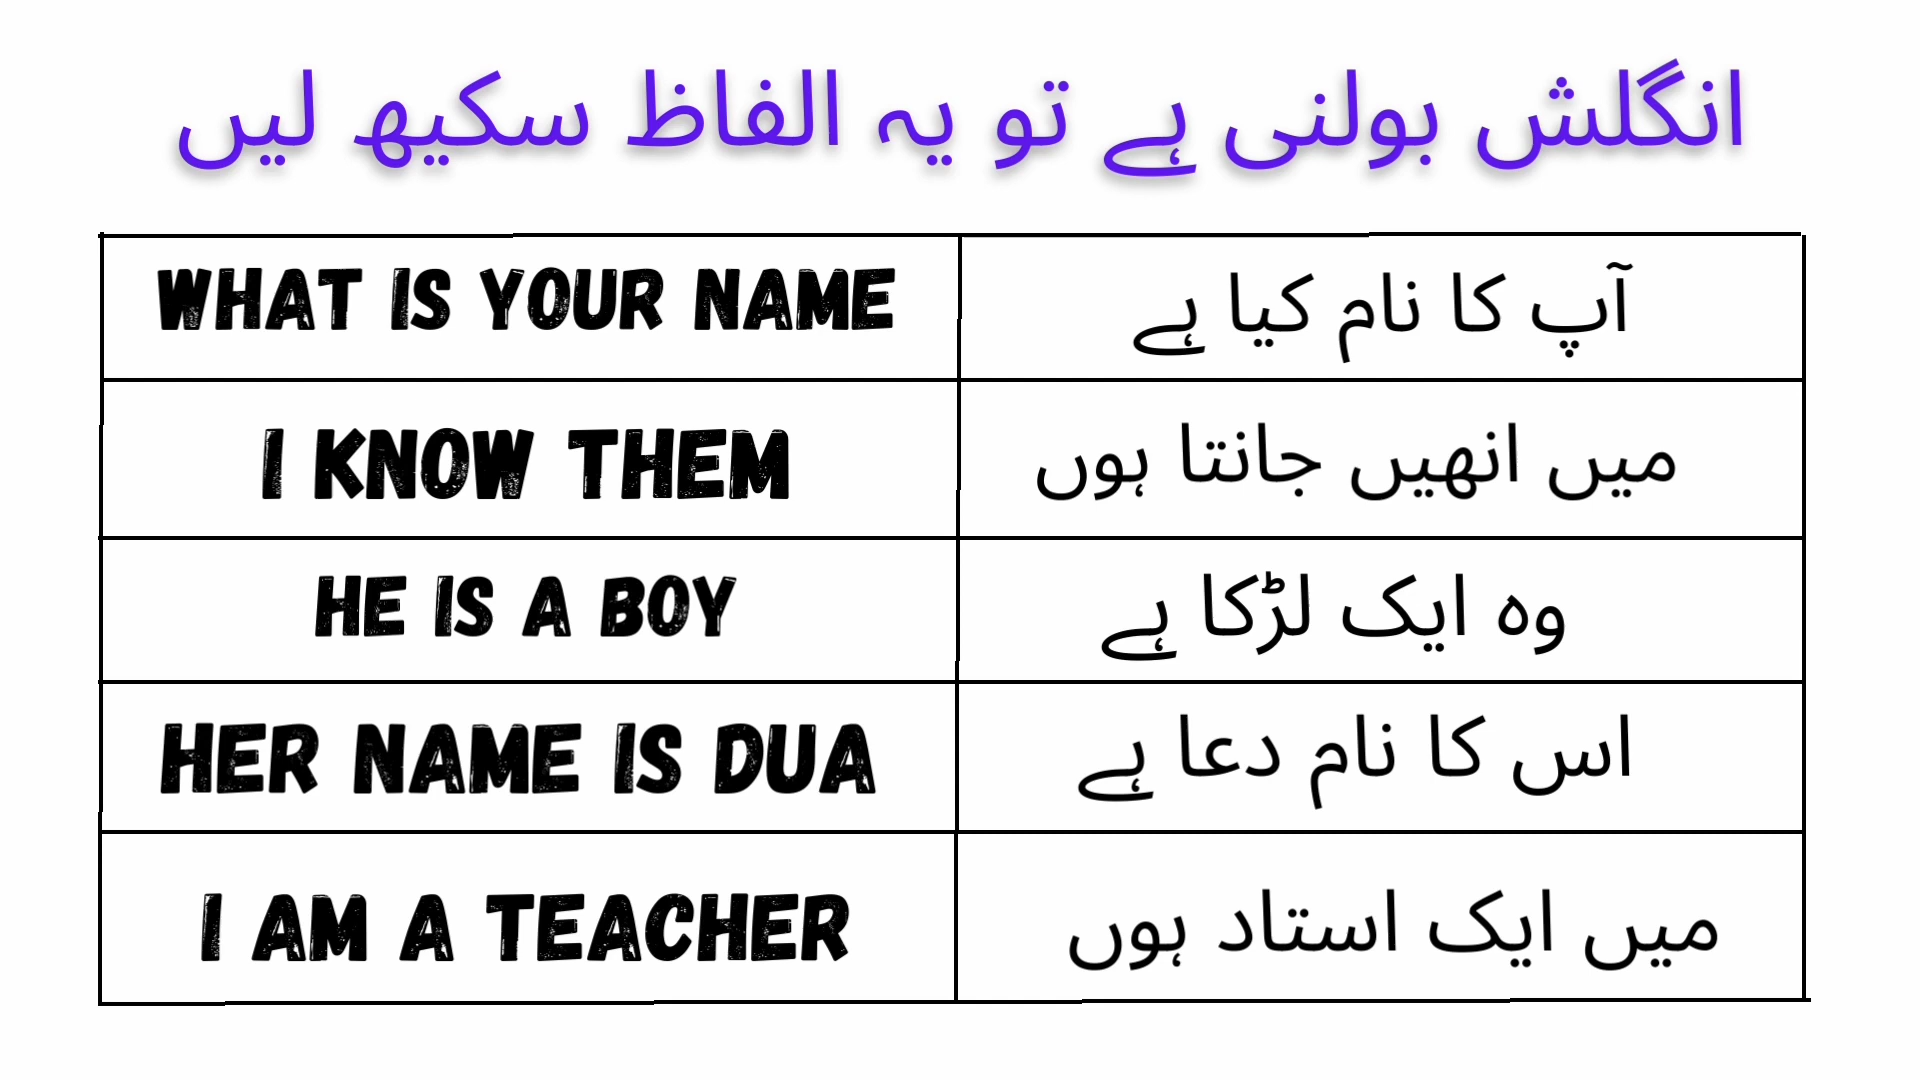 انگلش بولنی ہے تو یہ الفاظ سکیھ لیں
WHAT IS YOUR NAME
آپ کا نام کیا ہے
I KNOW THEM
میں انھیں جانتا ہوں
HE IS A BOY
وہ ایک لڑکا ہے
HER NAME IS DUA
اس کا نام دعا ہے
I AM A TEACHER
میں ایک استاد ہوں